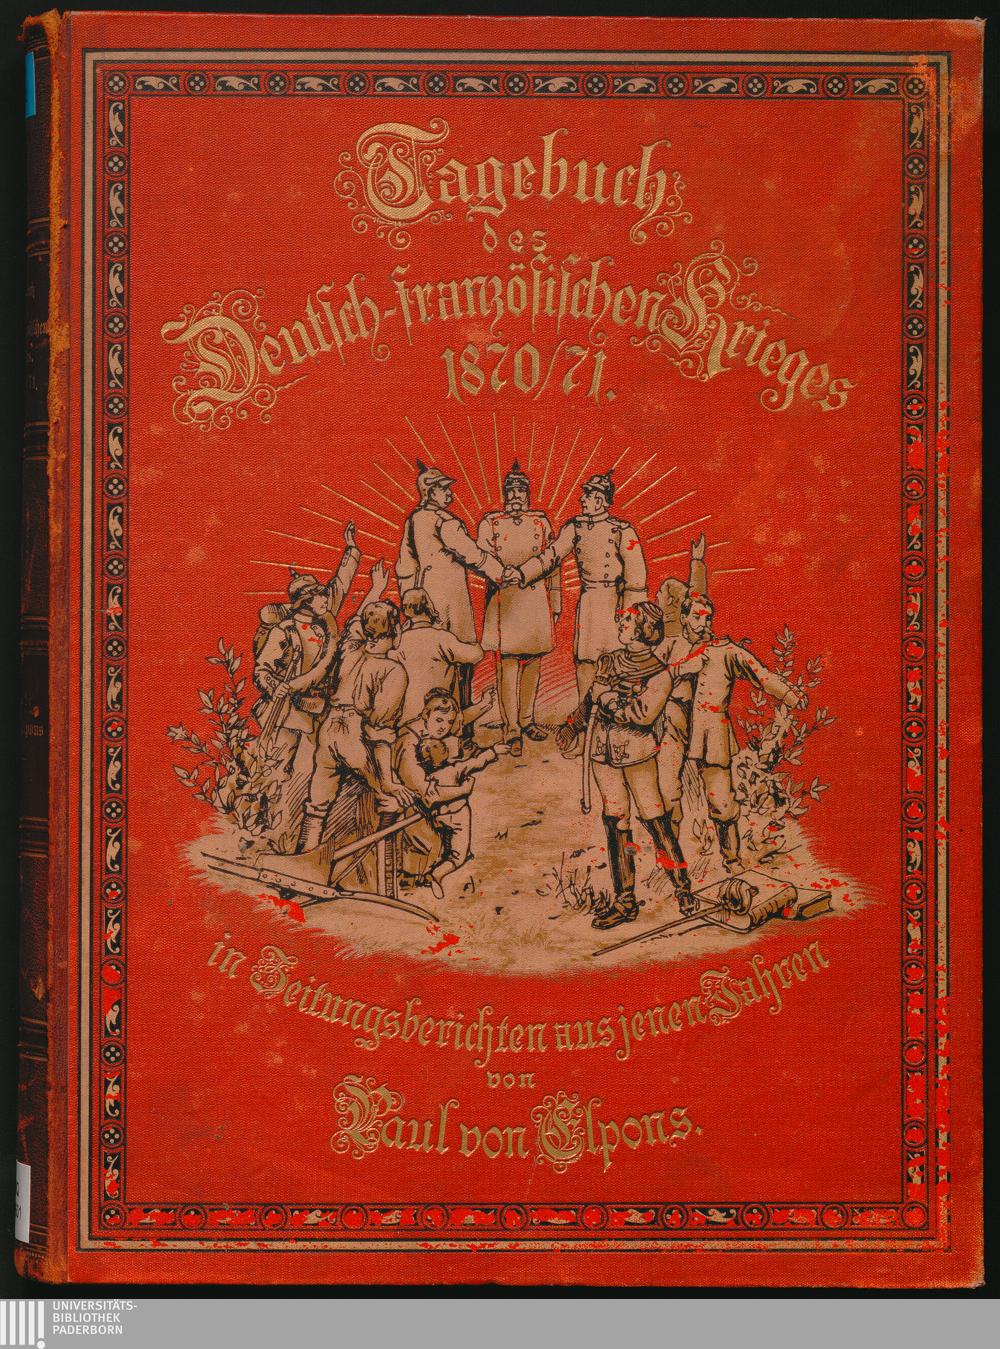 Tagebuch
des
Deutſch-franzöſiſchen Krieges
1870/71.
in Zeitungsberichten aus jenen Jahren
von
Paul von Elpons.
UNIVERSITÄTS-
BIBLIOTHEK
PADERBORN